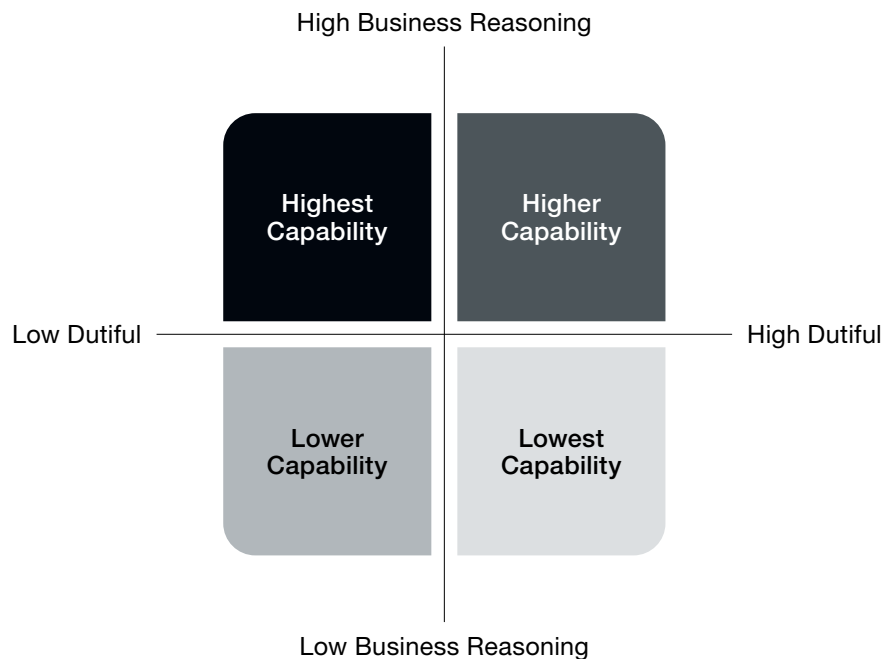 High Business Reasoning
Highest
Capability
Higher
Capability
Low Dutiful
High Dutiful
Lower
Capability
Lowest
Capability
Low Business Reasoning